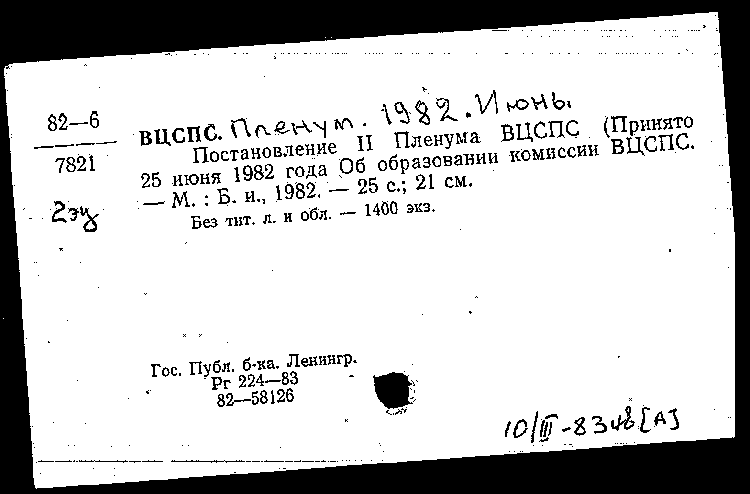 82—6
7821
2 эк
ВЦСПС. Пленум. 1982. Июнь.
Постановление II Пленума ВЦСПС (Принято
25 июня 1982 года Об образовании комиссии ВЦСПС.
— М. : Б. и., 1982. — 25 с.; 21 см.
Без тит. л. и обл. — 1400 экз.
Гос. Публ. б-ка. Ленингр.
Рг 224—83
82—58126
10/III-83
[А]